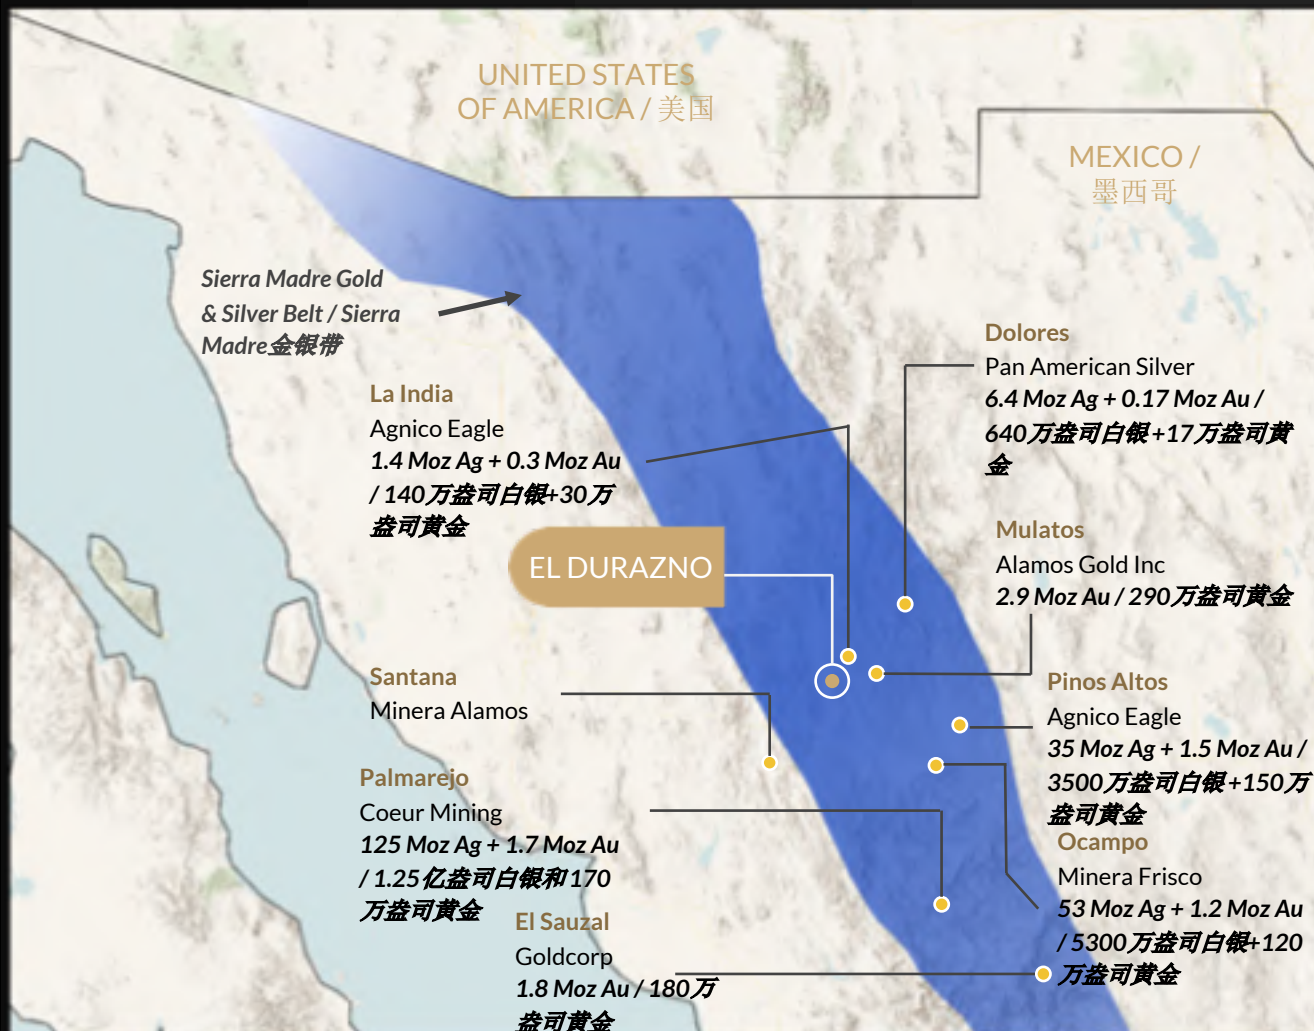 UNITED STATES
OF AMERICA / 美国
MEXICO /
墨西哥
Sierra Madre Gold
& Silver Belt / Sierra
Madre金银带
Dolores
Pan American Silver
6.4 Moz Ag + 0.17 Moz Au /
640万盎司白银+17万盎司黄
金
La India
Agnico Eagle
1.4 Moz Ag + 0.3 Moz Au
/ 140万盎司白银+30万
盎司黄金
Mulatos
Alamos Gold Inc
2.9 Moz Au / 290万盎司黄金
EL DURAZNO
Santana
Minera Alamos
Pinos Altos
Agnico Eagle
35 Moz Ag + 1.5 Moz Au /
3500万盎司白银+150万
盎司黄金
Palmarejo
Coeur Mining
125 Moz Ag + 1.7 Moz Au
/ 1.25亿盎司白银和170
万盎司黄金
Ocampo
Minera Frisco
53 Moz Ag + 1.2 Moz Au
/ 5300万盎司白银+120
万盎司黄金
El Sauzal
Goldcorp
1.8 Moz Au / 180万
盎司黄金